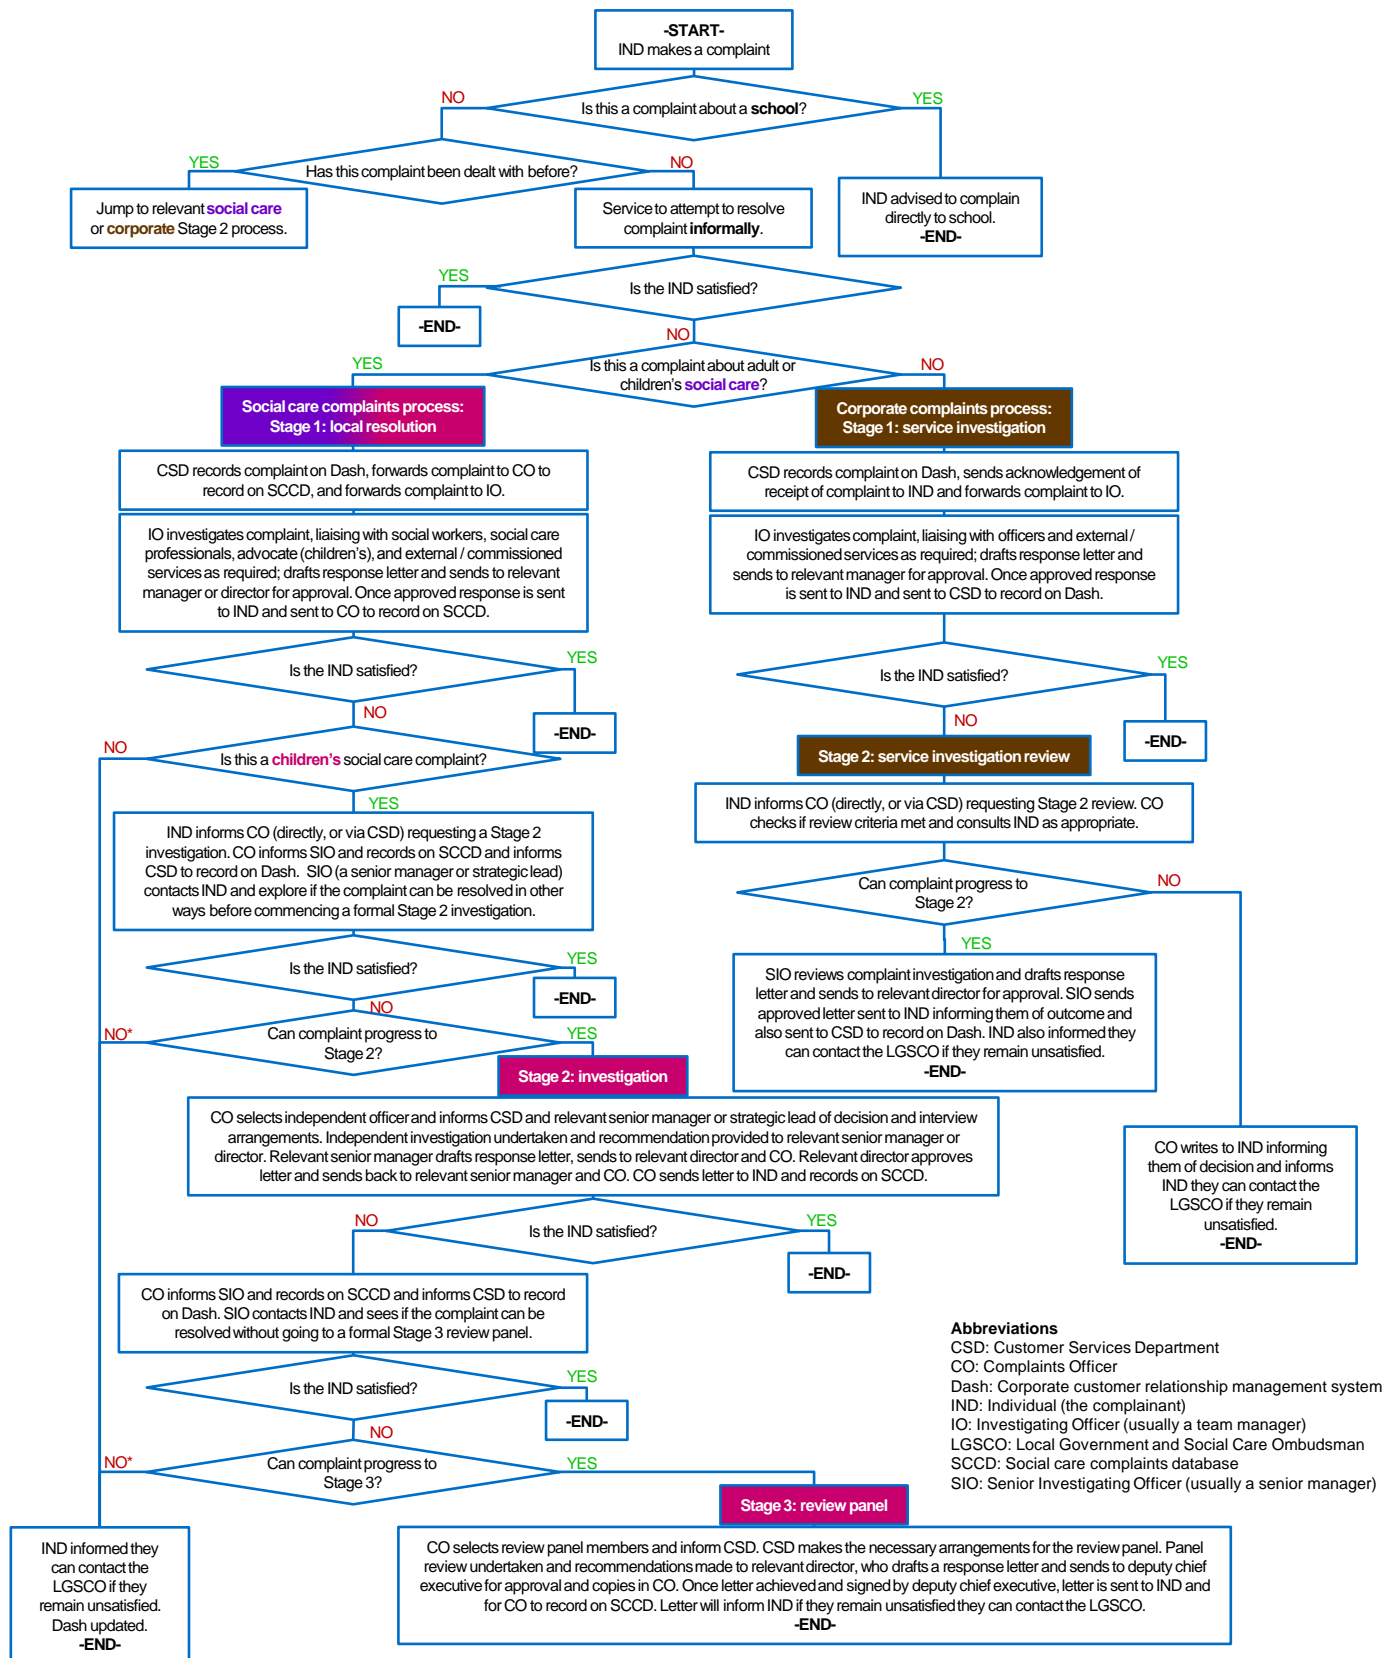 -START-
IND makes a complaint
Is this a complaint about a school?
NO
YES
Has this complaint been dealt with before?
YES
NO
Jump to relevant social care
or corporate Stage 2 process.
Service to attempt to resolve
complaint informally.
IND advised to complain
directly to school.
-END-
Is the IND satisfied?
YES
-END-
NO
Is this a complaint about adult or
children's social care?
YES
NO
Social care complaints process:
Stage 1: local resolution
CSD records complaint on Dash, forwards complaint to CO to
record on SCCD, and forwards complaint to IO.
IO investigates complaint, liaising with social workers, social care
professionals, advocate (children's), and external / commissioned
services as required; drafts response letter and sends to relevant
manager or director for approval. Once approved response is sent
to IND and sent to CO to record on SCCD.
Is the IND satisfied?
YES
-END-
NO
Is this a children's social care complaint?
NO
YES
IND informs CO (directly, or via CSD) requesting a Stage 2
investigation. CO informs SIO and records on SCCD and informs
CSD to record on Dash. SIO (a senior manager or strategic lead)
contacts IND and explore if the complaint can be resolved in other
ways before commencing a formal Stage 2 investigation.
Is the IND satisfied?
YES
-END-
NO
Can complaint progress to
Stage 2?
NO*
YES
Corporate complaints process:
Stage 1: service investigation
CSD records complaint on Dash, sends acknowledgement of
receipt of complaint to IND and forwards complaint to IO.
IO investigates complaint, liaising with officers and external /
commissioned services as required; drafts response letter and
sends to relevant manager for approval. Once approved response
is sent to IND and sent to CSD to record on Dash.
Is the IND satisfied?
YES
-END-
NO
Stage 2: service investigation review
IND informs CO (directly, or via CSD) requesting Stage 2 review. CO
checks if review criteria met and consults IND as appropriate.
Can complaint progress to
Stage 2?
NO
YES
SIO reviews complaint investigation and drafts response
letter and sends to relevant director for approval. SIO sends
approved letter sent to IND informing them of outcome and
also sent to CSD to record on Dash. IND also informed they
can contact the LGSCO if they remain unsatisfied.
-END-
CO writes to IND informing
them of decision and informs
IND they can contact the
LGSCO if they remain
unsatisfied.
-END-
Stage 2: investigation
CO selects independent officer and informs CSD and relevant senior manager or strategic lead of decision and interview
arrangements. Independent investigation undertaken and recommendation provided to relevant senior manager or
director. Relevant senior manager drafts response letter, sends to relevant director and CO. Relevant director approves
letter and sends back to relevant senior manager and CO. CO sends letter to IND and records on SCCD.
Is the IND satisfied?
NO
YES
-END-
CO informs SIO and records on SCCD and informs CSD to record
on Dash. SIO contacts IND and sees if the complaint can be
resolved without going to a formal Stage 3 review panel.
Is the IND satisfied?
YES
-END-
NO
Can complaint progress to
Stage 3?
NO*
YES
Abbreviations
CSD: Customer Services Department
CO: Complaints Officer
Dash: Corporate customer relationship management system
IND: Individual (the complainant)
IO: Investigating Officer (usually a team manager)
LGSCO: Local Government and Social Care Ombudsman
SCCD: Social care complaints database
SIO: Senior Investigating Officer (usually a senior manager)
Stage 3: review panel
CO selects review panel members and inform CSD. CSD makes the necessary arrangements for the review panel. Panel
review undertaken and recommendations made to relevant director, who drafts a response letter and sends to deputy chief
executive for approval and copies in CO. Once letter achieved and signed by deputy chief executive, letter is sent to IND and
for CO to record on SCCD. Letter will inform IND if they remain unsatisfied they can contact the LGSCO.
-END-
IND informed they
can contact the
LGSCO if they
remain unsatisfied.
Dash updated.
-END-